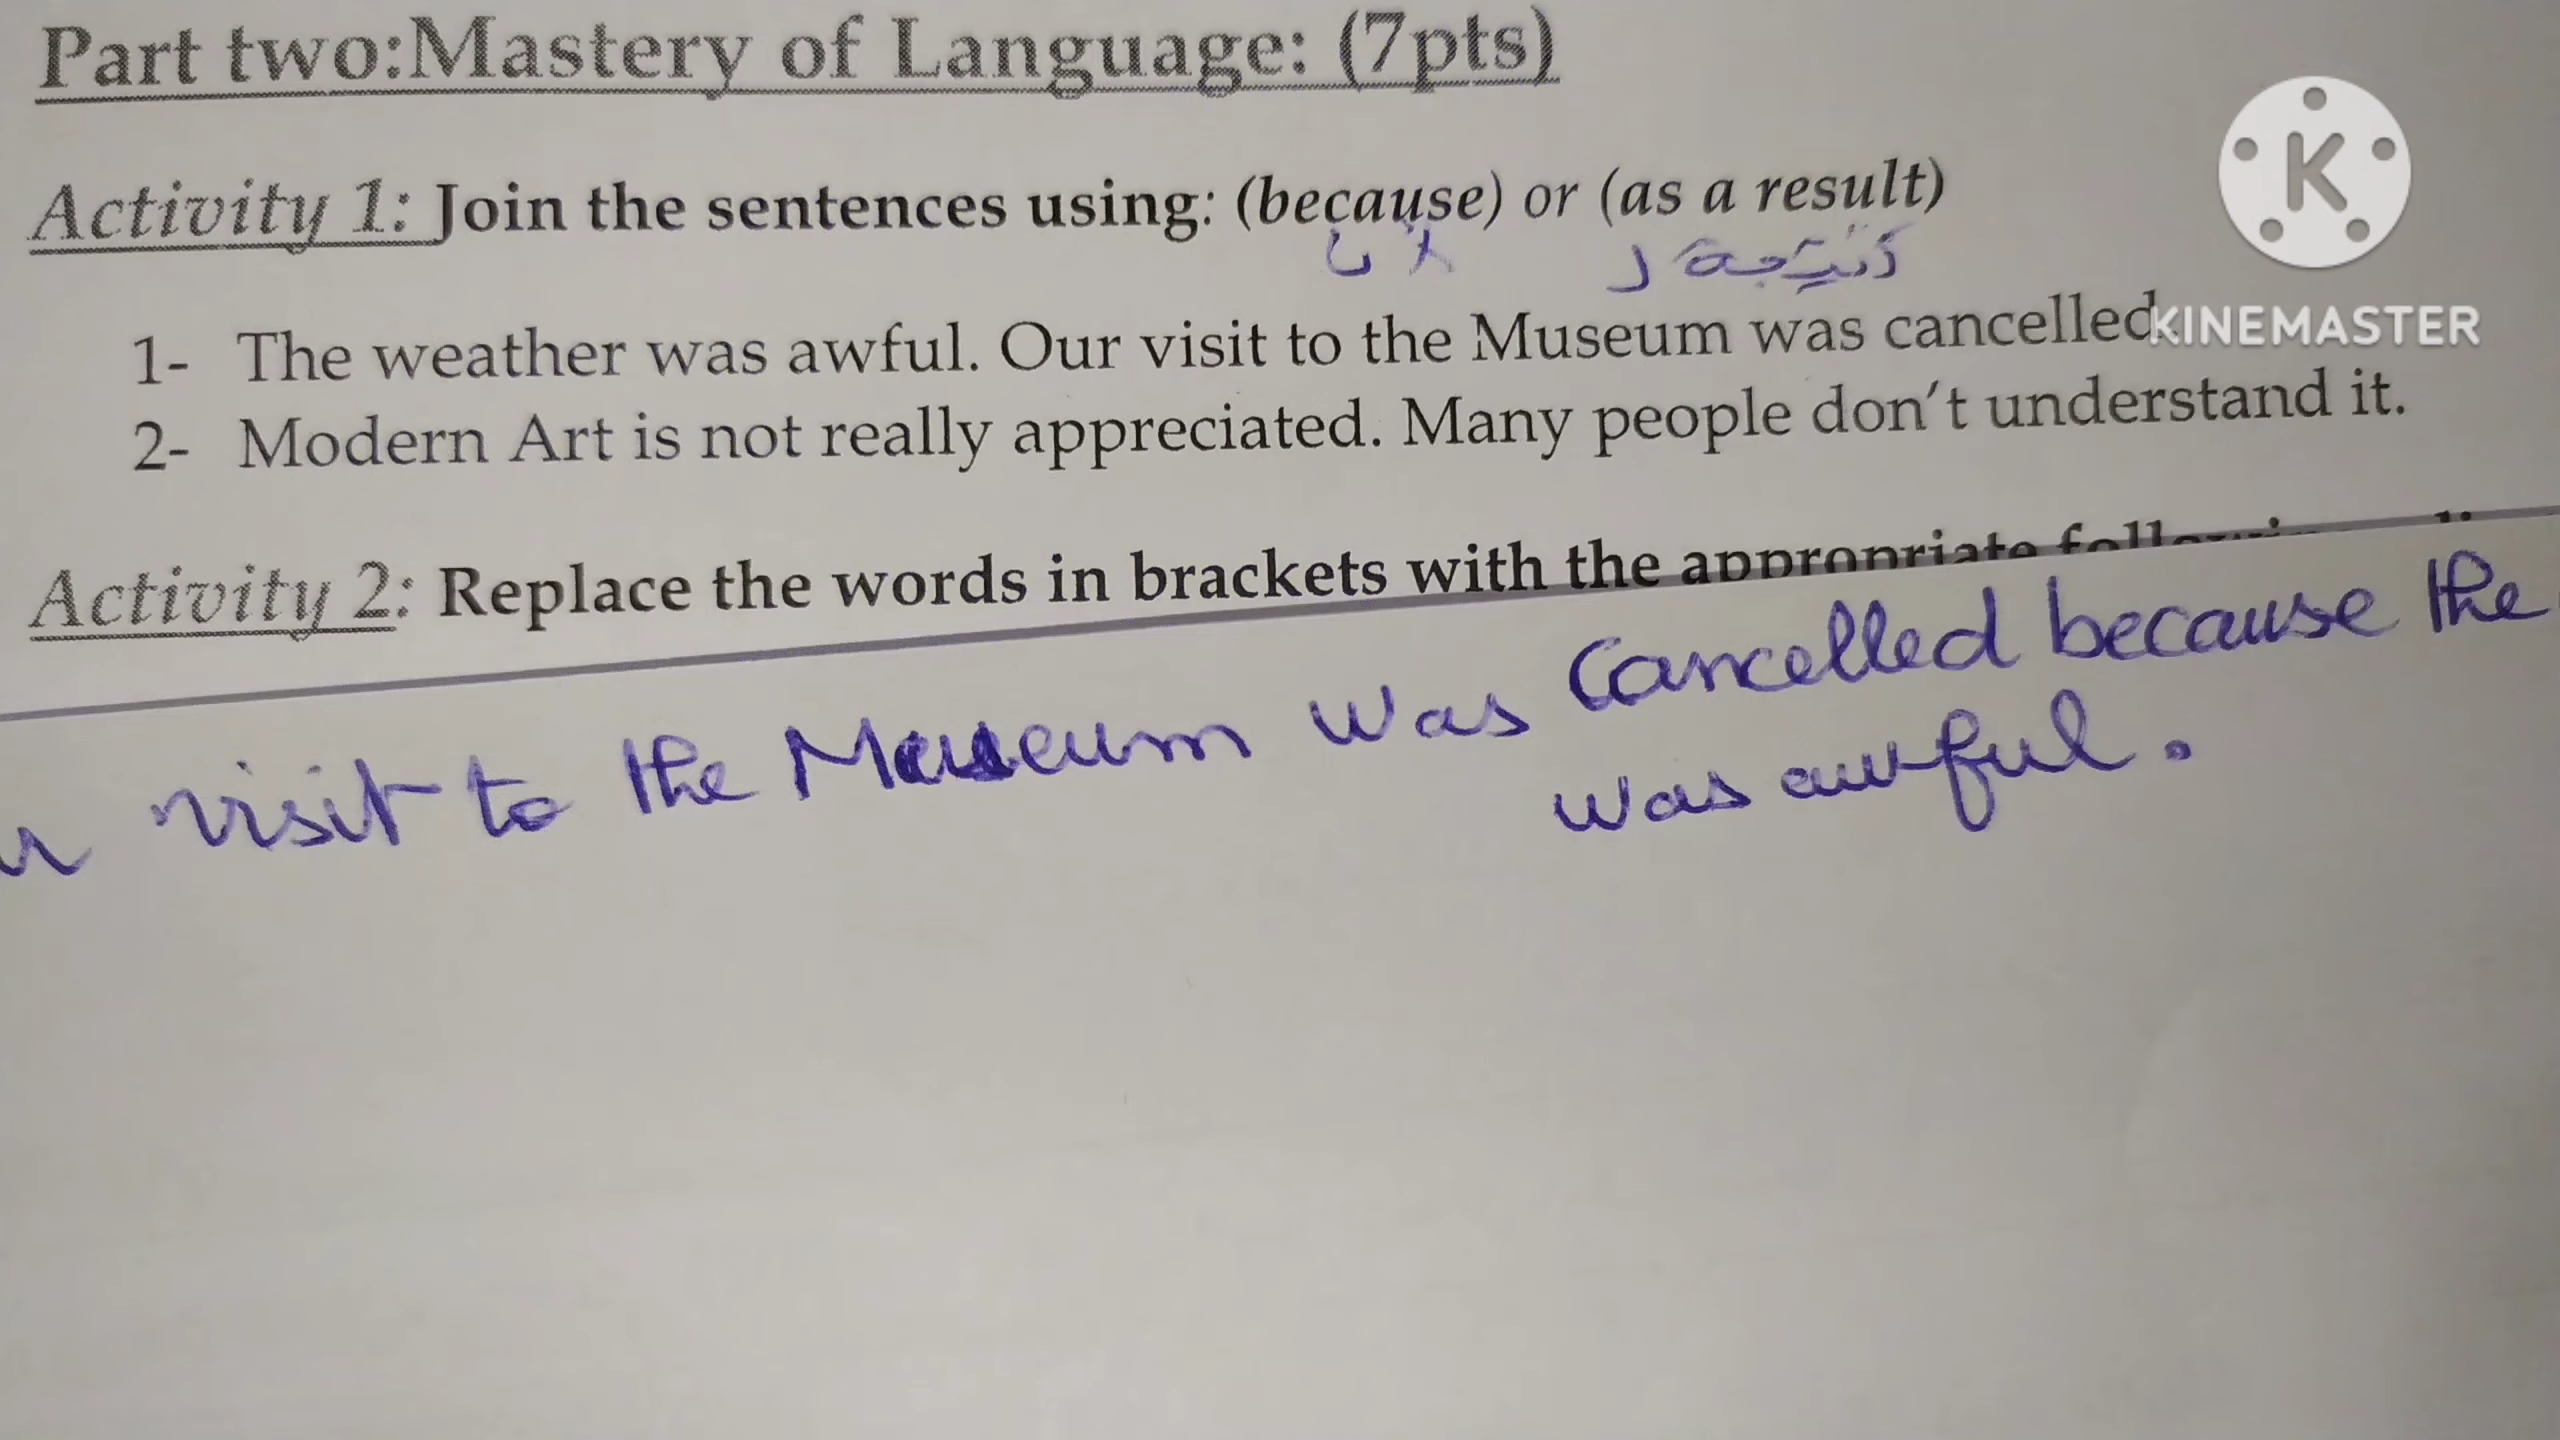 Part two:Mastery of Language: (7pts)
Activity 1: Join the sentences using: (because) or (as a result)
لأن كنتيجة لـ
1- The weather was awful. Our visit to the Museum was cancelled
KINEMASTER
2- Modern Art is not really appreciated. Many people don't understand it.
Activity 2: Replace the words in brackets with the appropriate
visit to the Museum was cancelled because the
was awful.